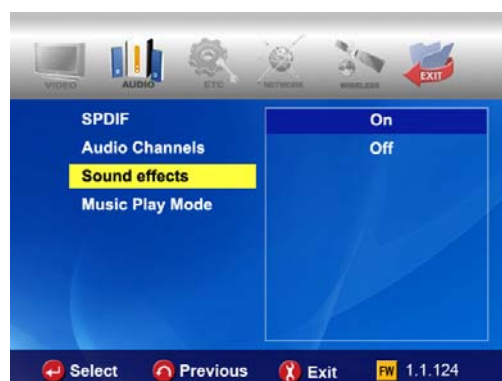 VIDEO AUDIO ETC NETWORK WIRELESS EXIT
SPDIF On
Audio Channels Off
Sound effects
Music Play Mode
Select Previous Exit FW 1.1.124